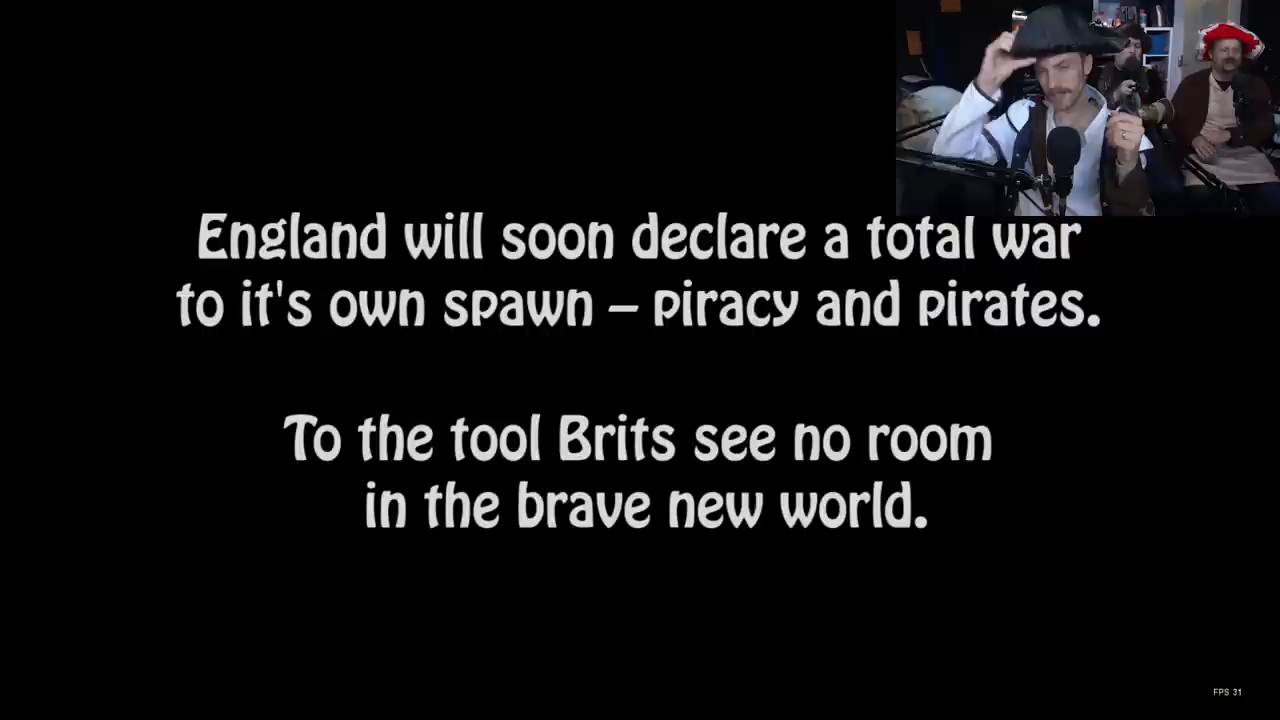 England will soon declare a total war
to it's own spawn – piracy and pirates.
To the tool Brits see no room
in the brave new world.
FPS 31